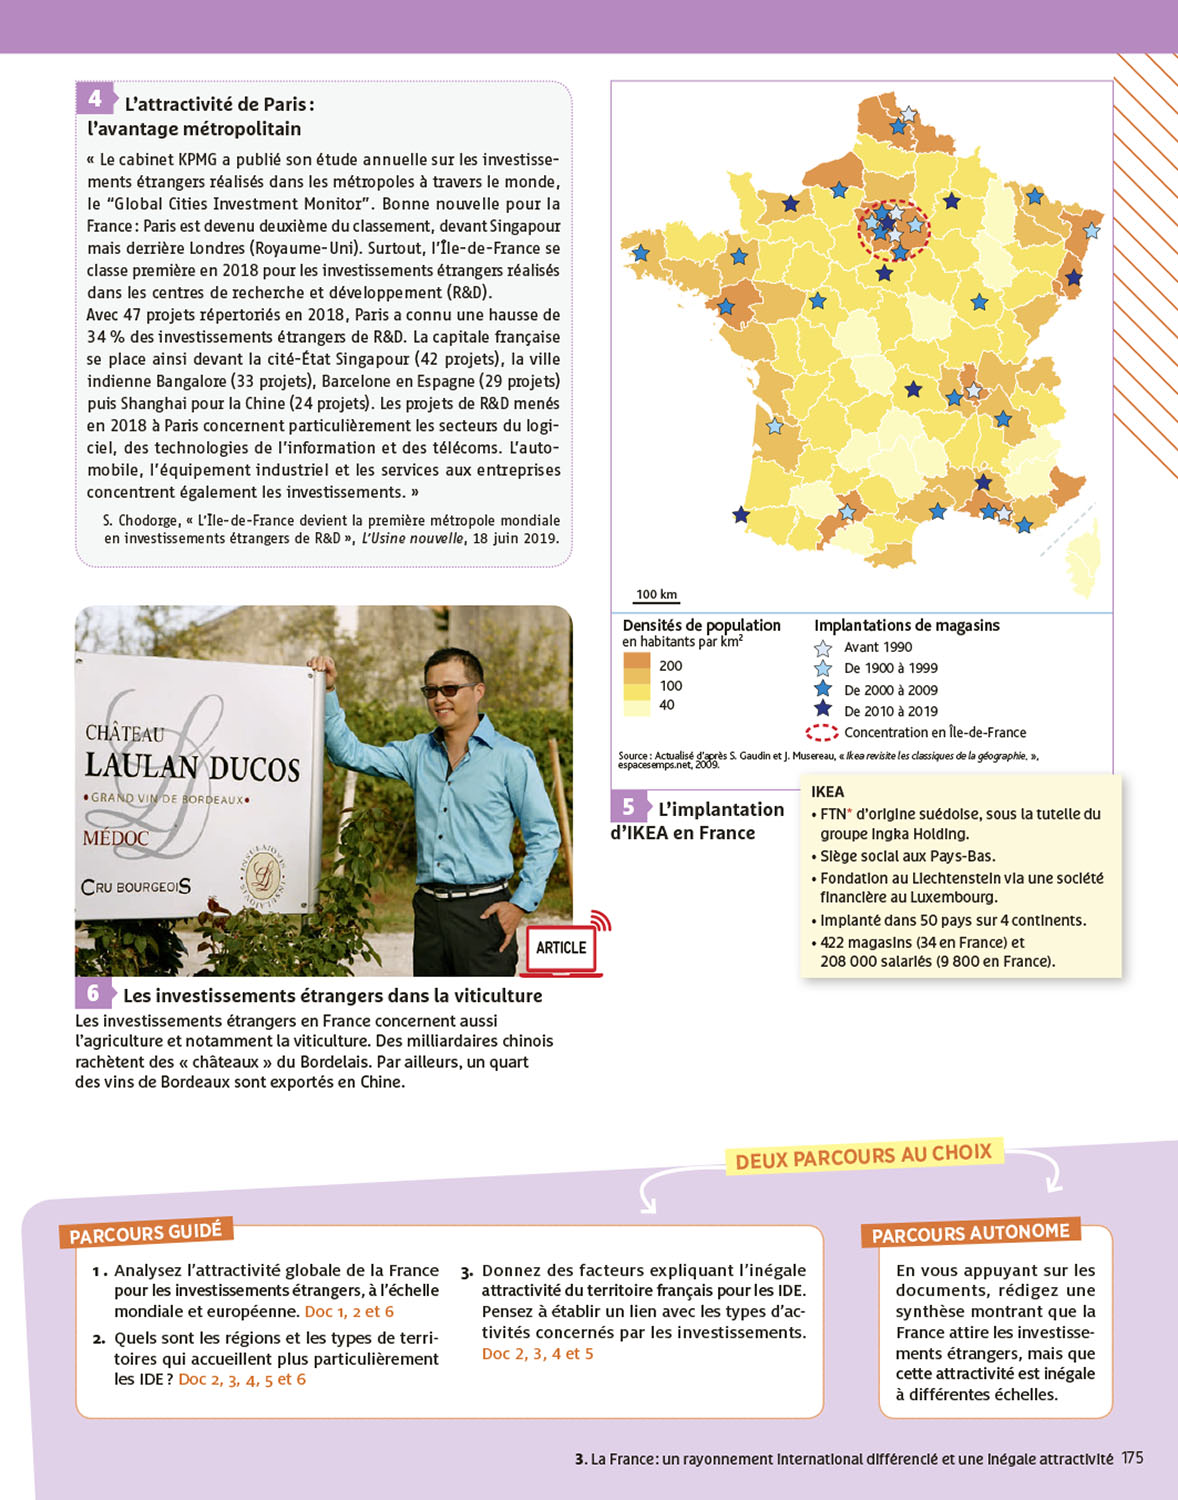 4 L'attractivité de Paris :
l'avantage métropolitain
« Le cabinet KPMG a publié son étude annuelle sur les investisse-
ments étrangers réalisés dans les métropoles à travers le monde,
le “Global Cities Investment Monitor”. Bonne nouvelle pour la
France : Paris est devenu deuxième du classement, devant Singapour
mais derrière Londres (Royaume-Uni). Surtout, l'Île-de-France se
classe première en 2018 pour les investissements étrangers réalisés
dans les centres de recherche et développement (R&D).
Avec 47 projets répertoriés en 2018, Paris a connu une hausse de
34 % des investissements étrangers de R&D. La capitale française
se place ainsi devant la cité-État Singapour (42 projets), la ville
indienne Bangalore (33 projets), Barcelone en Espagne (29 projets)
puis Shanghai pour la Chine (24 projets). Les projets de R&D menés
en 2018 à Paris concernent particulièrement les secteurs du logi-
ciel, des technologies de l'information et des télécoms. L'auto-
mobile, l'équipement industriel et les services aux entreprises
concentrent également les investissements. »
S. Chodorge, « L'Île-de-France devient la première métropole mondiale
en investissements étrangers de R&D », L'Usine nouvelle, 18 juin 2019.
100 km
Densités de population
en habitants par km²
200
100
40
Implantations de magasins
Avant 1990
De 1900 à 1999
De 2000 à 2009
De 2010 à 2019
Concentration en Île-de-France
Source : Actualisé d'après S. Gaudin et J. Musereau, « Ikea revisite les classiques de la géographie. »,
espacesemps.net, 2009.
5 L'implantation
d'IKEA en France
IKEA
• FTN* d'origine suédoise, sous la tutelle du
groupe Ingka Holding.
• Siège social aux Pays-Bas.
• Fondation au Liechtenstein via une société
financière au Luxembourg.
• Implanté dans 50 pays sur 4 continents.
• 422 magasins (34 en France) et
208 000 salariés (9 800 en France).
CHÂTEAU
LAULAN DUCOS
• GRAND VIN DE BORDEAUX •
MÉDOC
CRU BOURGEOIS
ARTICLE
6 Les investissements étrangers dans la viticulture
Les investissements étrangers en France concernent aussi
l'agriculture et notamment la viticulture. Des milliardaires chinois
rachètent des « châteaux » du Bordelais. Par ailleurs, un quart
des vins de Bordeaux sont exportés en Chine.
DEUX PARCOURS AU CHOIX
PARCOURS GUIDÉ
1. Analysez l'attractivité globale de la France
pour les investissements étrangers, à l'échelle
mondiale et européenne. Doc 1, 2 et 6
2. Quels sont les régions et les types de terri-
toires qui accueillent plus particulièrement
les IDE ? Doc 2, 3, 4, 5 et 6
3. Donnez des facteurs expliquant l'inégale
attractivité du territoire français pour les IDE.
Pensez à établir un lien avec les types d'ac-
tivités concernés par les investissements.
Doc 2, 3, 4 et 5
PARCOURS AUTONOME
En vous appuyant sur les
documents, rédigez une
synthèse montrant que la
France attire les investisse-
ments étrangers, mais que
cette attractivité est inégale
à différentes échelles.
3. La France : un rayonnement international différencié et une inégale attractivité 175